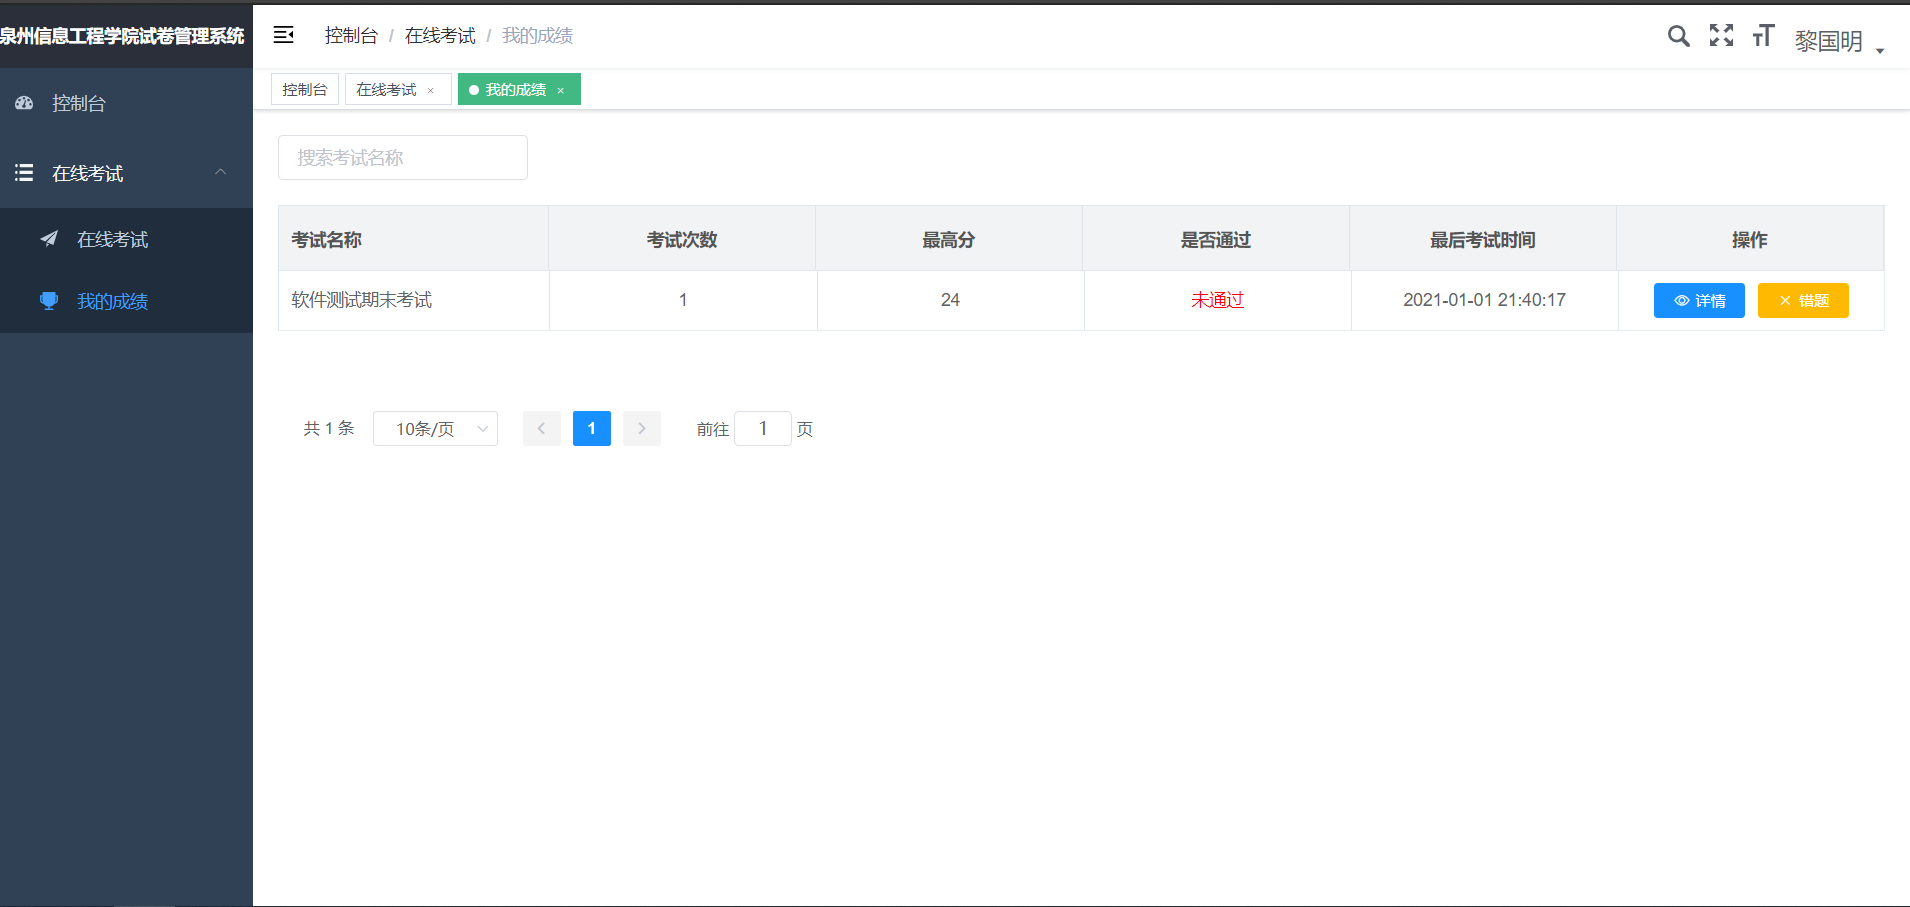 泉州信息工程学院试卷管理系统
控制台 / 在线考试 / 我的成绩
黎国明
控制台
在线考试 ×
我的成绩 ×
控制台
在线考试
在线考试
我的成绩
搜索考试名称
考试名称 考试次数 最高分 是否通过 最后考试时间 操作
软件测试期末考试 1 24 未通过 2021-01-01 21:40:17 详情 错题
共 1 条 10条/页 1 前往 1 页